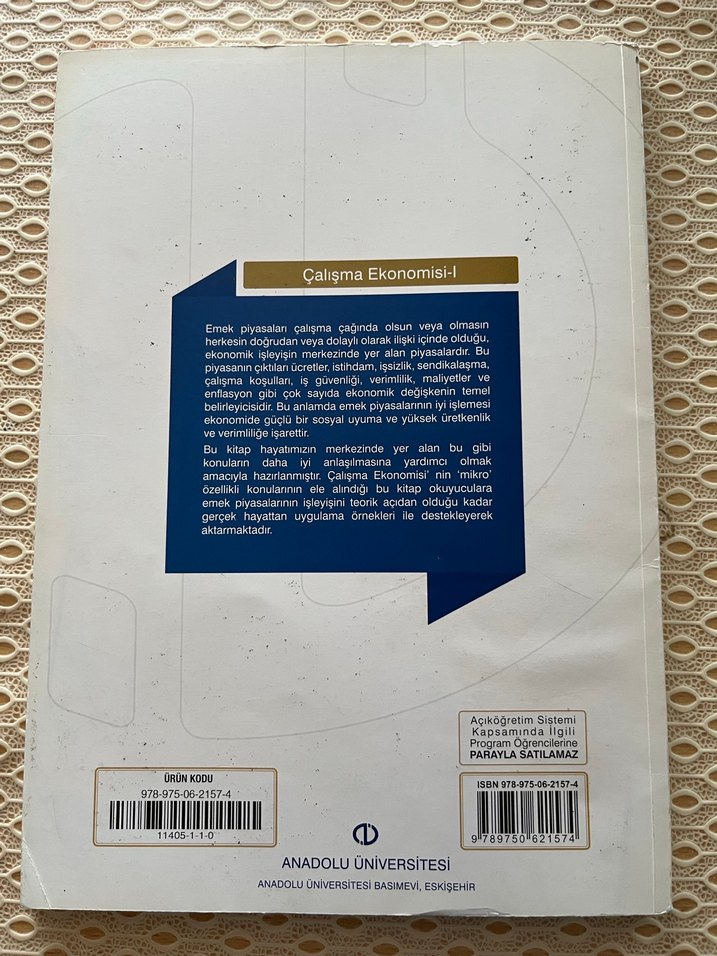 Çalışma Ekonomisi-I
Emek piyasaları çalışma çağında olsun veya olmasın
herkesin doğrudan veya dolaylı olarak ilişki içinde olduğu,
ekonomik işleyişin merkezinde yer alan piyasalardır. Bu
piyasanın çıktıları ücretler, istihdam, işsizlik, sendikalaşma,
çalışma koşulları, iş güvenliği, verimlilik, maliyetler ve
enflasyon gibi çok sayıda ekonomik değişkenin temel
belirleyicisidir. Bu anlamda emek piyasalarının iyi işlemesi
ekonomide güçlü bir sosyal uyuma ve yüksek üretkenlik
ve verimliliğe işarettir.
Bu kitap hayatımızın merkezinde yer alan bu gibi
konuların daha iyi anlaşılmasına yardımcı olmak
amacıyla hazırlanmıştır. Çalışma Ekonomisi' nin 'mikro'
özellikli konularının ele alındığı bu kitap okuyuculara
emek piyasalarının işleyişini teorik açıdan olduğu kadar
gerçek hayattan uygulama örnekleri ile destekleyerek
aktarmaktadır.
Açıköğretim Sistemi
Kapsamında İlgili
Program Öğrencilerine
PARAYLA SATILAMAZ
ÜRÜN KODU
978-975-06-2157-4
11405-1-1-0
ISBN 978-975-06-2157-4
9 789750 621574
ANADOLU ÜNİVERSİTESİ
ANADOLU ÜNİVERSİTESİ BASIMEVİ, ESKİŞEHİR